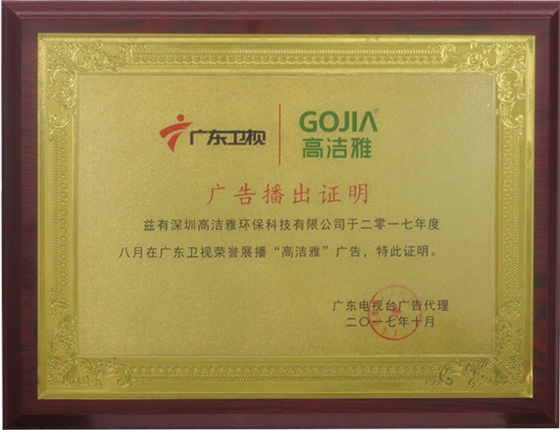 广东卫视
GOJIA®
高洁雅
广告播出证明
兹有深圳高洁雅环保科技有限公司于二零一七年度
八月在广东卫视荣誉展播“高洁雅”广告，特此证明。
广东电视台广告代理
二〇一七年十月